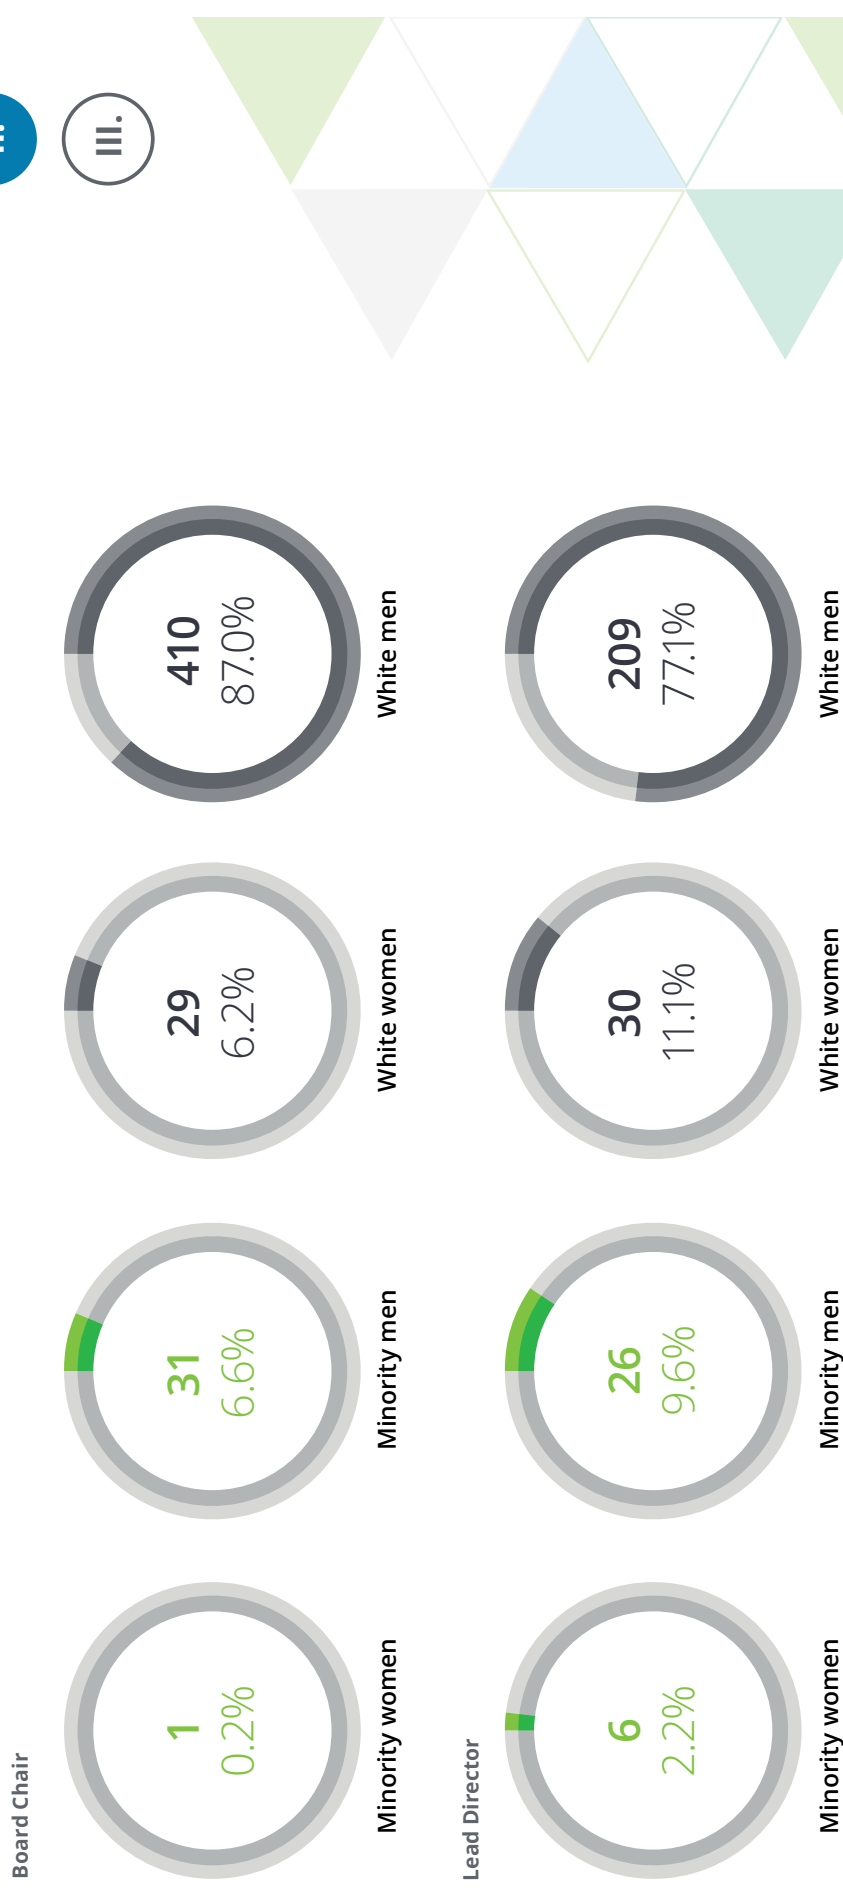 III.
Board Chair
1
0.2%
Minority women
31
6.6%
Minority men
29
6.2%
White women
410
87.0%
White men
Lead Director
6
2.2%
Minority women
26
9.6%
Minority men
30
11.1%
White women
209
77.1%
White men